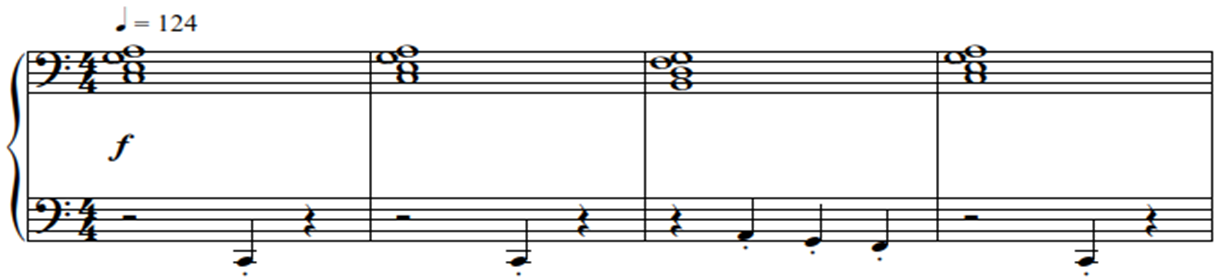 ♩ = 124
f